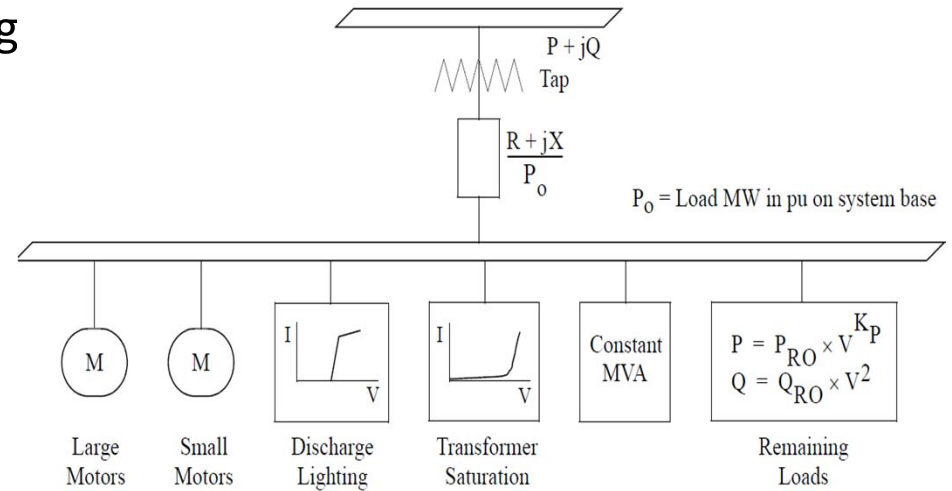 g
P + jQ
Tap
R + jX
P_o
P_o = Load MW in pu on system base
M
M
I
V
I
V
Constant
MVA
P = P_RO × V^K_P
Q = Q_RO × V^2
Large
Motors
Small
Motors
Discharge
Lighting
Transformer
Saturation
Remaining
Loads